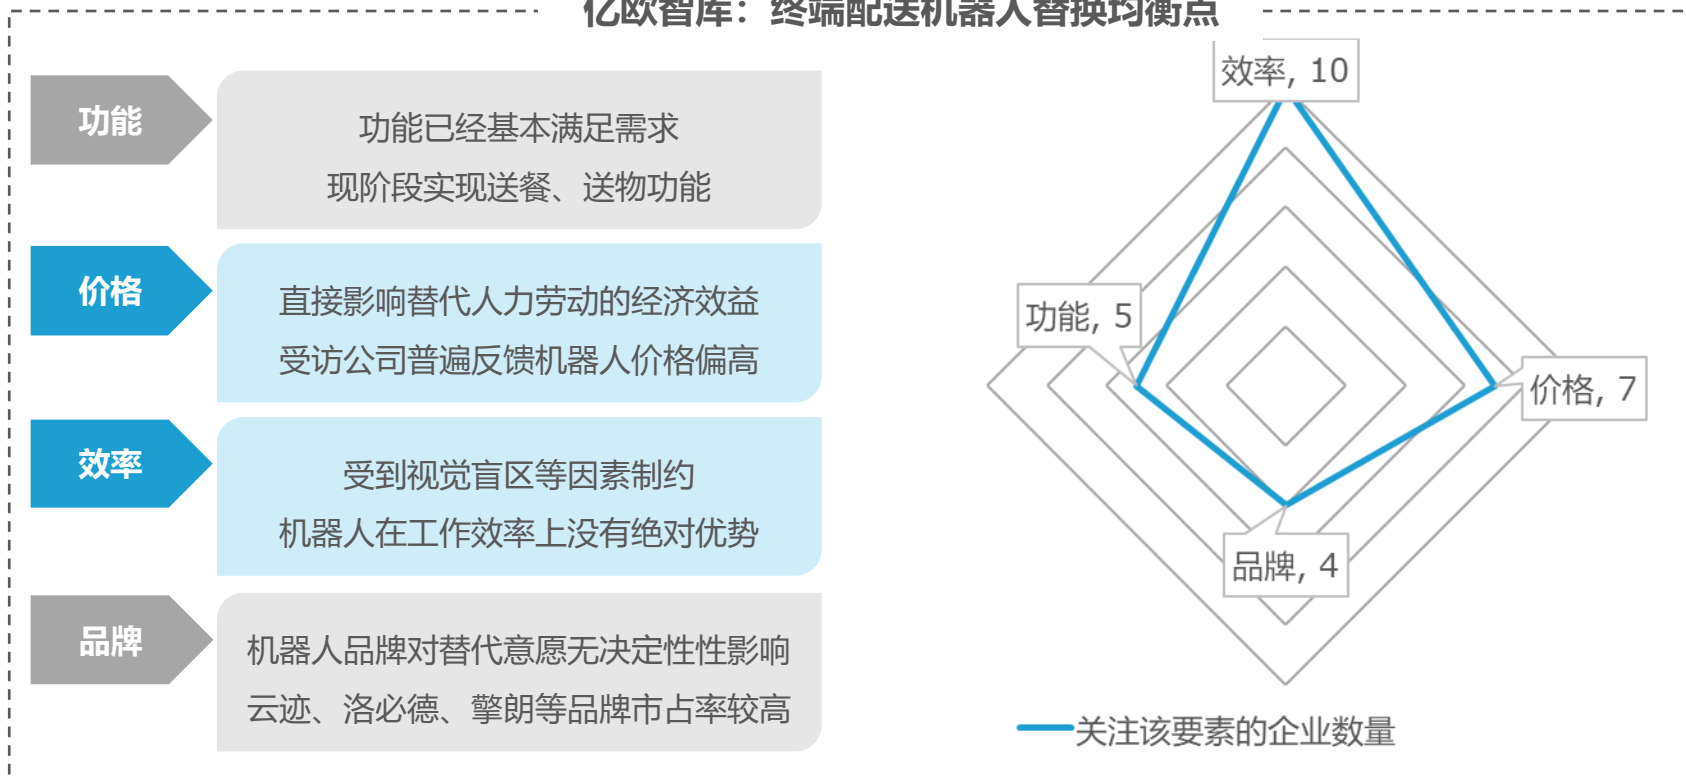 亿欧智库：终端配送机器人替换均衡点
功能
功能已经基本满足需求
现阶段实现送餐、送物功能
价格
直接影响替代人力劳动的经济效益
受访公司普遍反馈机器人价格偏高
效率
受到视觉盲区等因素制约
机器人在工作效率上没有绝对优势
品牌
机器人品牌对替代意愿无决定性性影响
云迹、洛必德、擎朗等品牌市占率较高
效率, 10
功能, 5
价格, 7
品牌, 4
关注该要素的企业数量